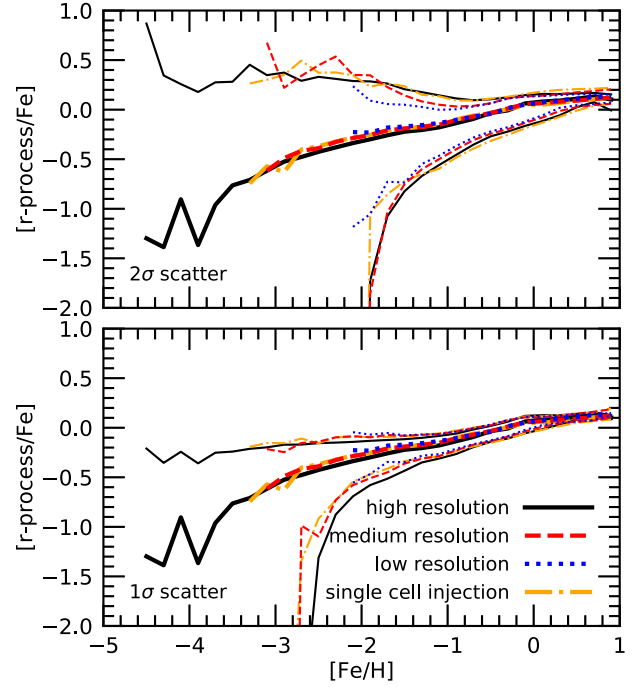 1.0
0.5
0.0
−0.5
−1.0
−1.5
−2.0
[r-process/Fe]
2σ scatter
1.0
0.5
0.0
−0.5
−1.0
−1.5
−2.0
[r-process/Fe]
high resolution
medium resolution
low resolution
single cell injection
1σ scatter
−5 −4 −3 −2 −1 0 1
[Fe/H]